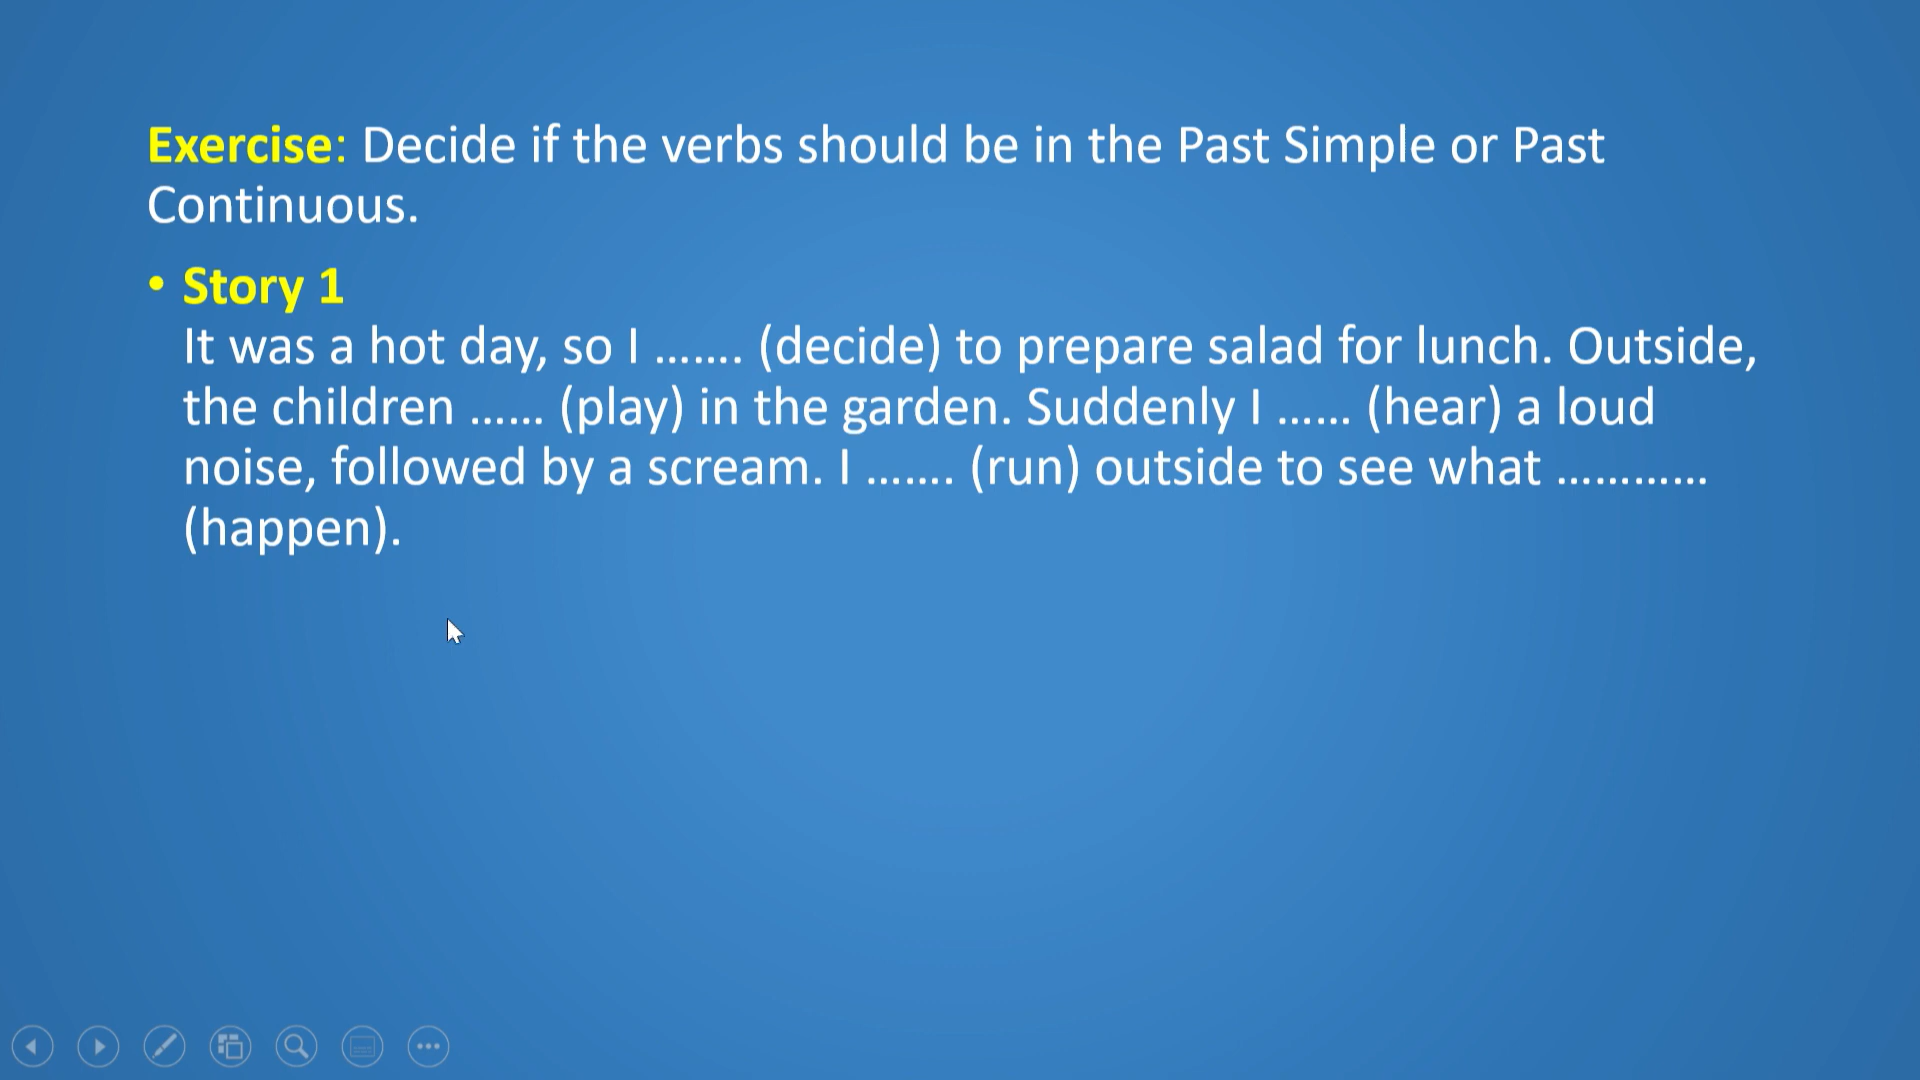 Exercise: Decide if the verbs should be in the Past Simple or Past
Continuous.
• Story 1
It was a hot day, so I ……. (decide) to prepare salad for lunch. Outside,
the children …… (play) in the garden. Suddenly I …… (hear) a loud
noise, followed by a scream. I ……. (run) outside to see what …………
(happen).